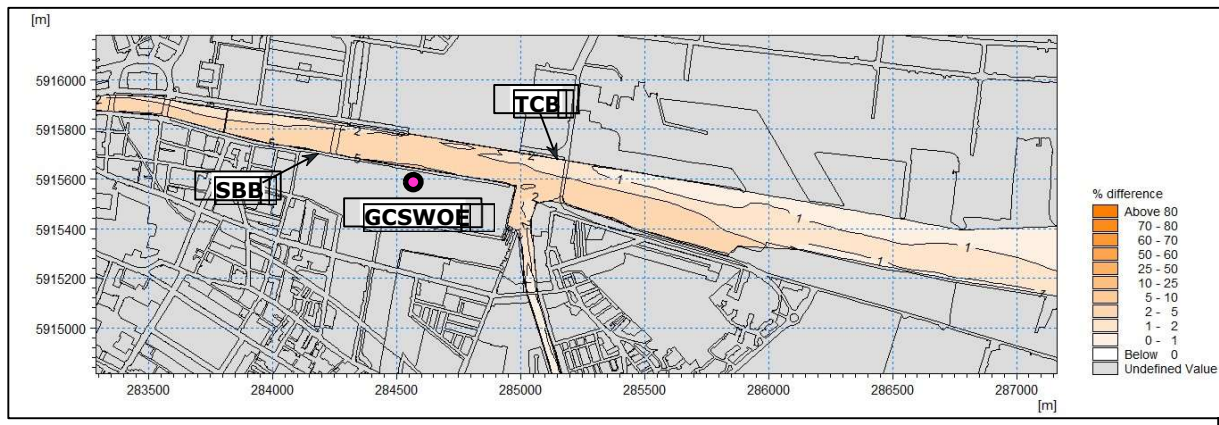 [m]
5916000
5915800
5915600
5915400
5915200
5915000
283500
284000
284500
285000
285500
286000
286500
287000
[m]
TCB
SBB
GCSWOE
2
5
2
1
2
1
1
1
% difference
Above 80
70 - 80
60 - 70
50 - 60
25 - 50
10 - 25
5 - 10
2 - 5
1 - 2
0 - 1
Below 0
Undefined Value